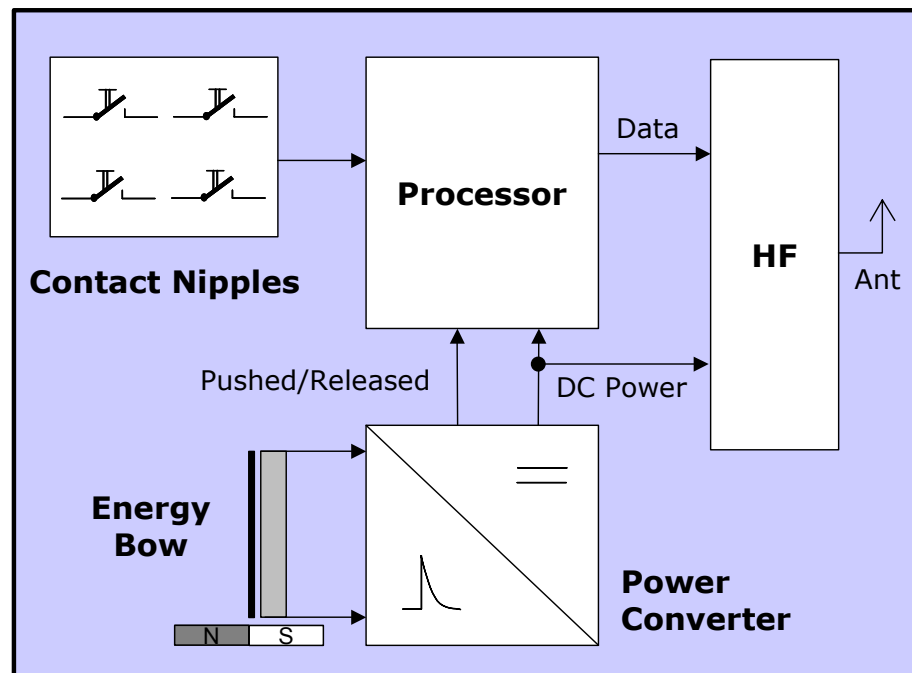 Data
Processor
HF
Contact Nipples
Ant
Pushed/Released
DC Power
Energy
Bow
Power
Converter
N S